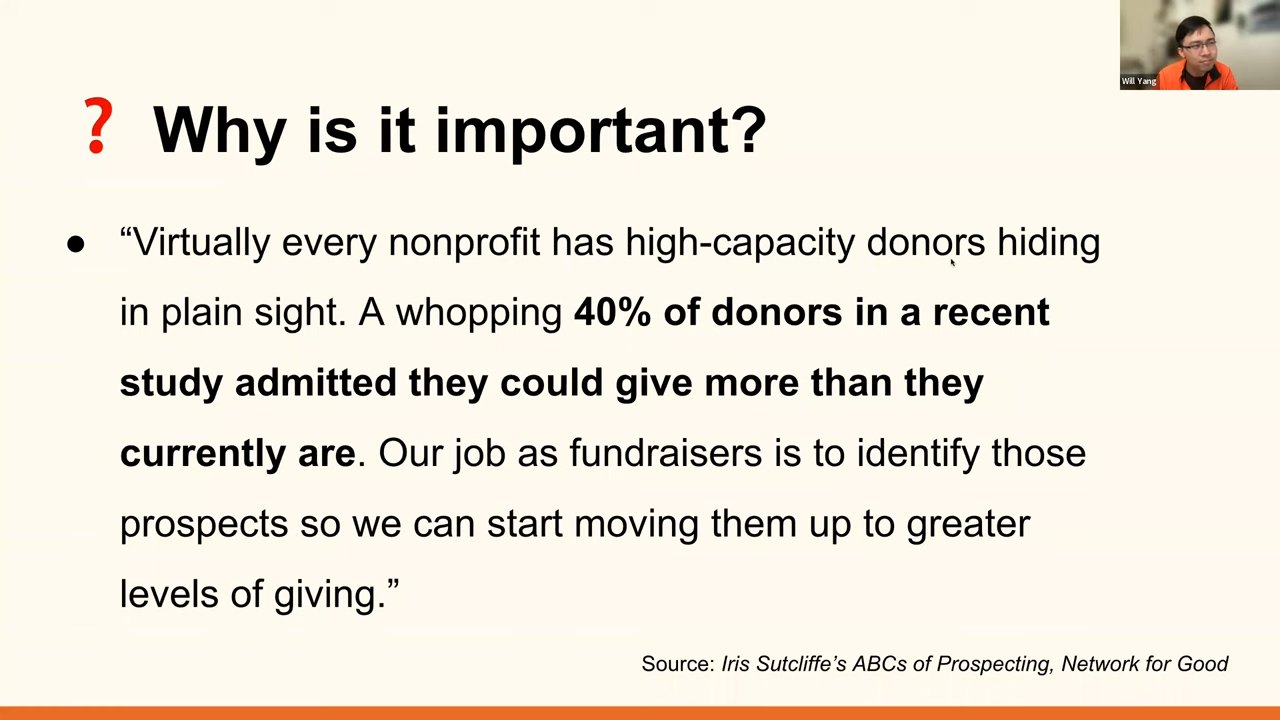 Will Yang
❓ Why is it important?
● “Virtually every nonprofit has high-capacity donors hiding
in plain sight. A whopping 40% of donors in a recent
study admitted they could give more than they
currently are. Our job as fundraisers is to identify those
prospects so we can start moving them up to greater
levels of giving.”
Source: Iris Sutcliffe’s ABCs of Prospecting, Network for Good